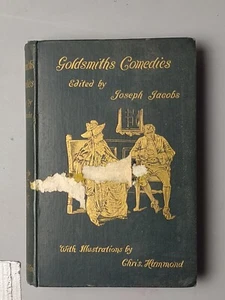 Goldsmiths Comedies
Edited by
Joseph Jacobs
With Illustrations by
Chris. Hammond